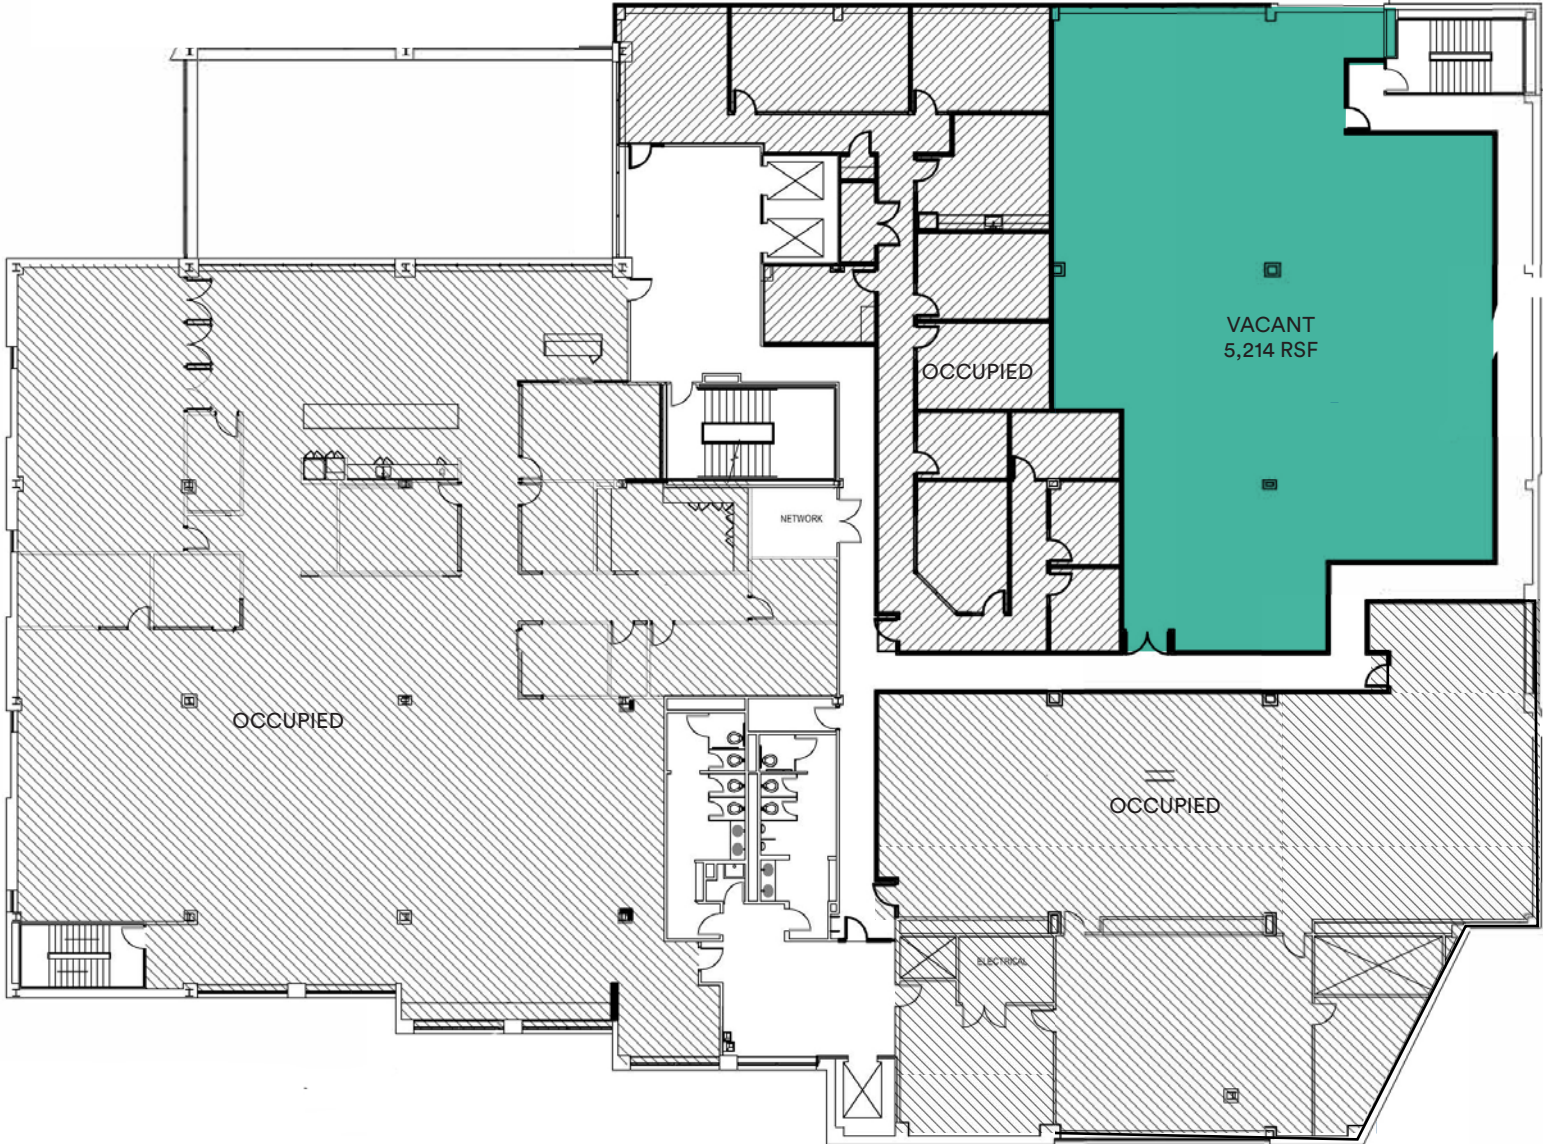 VACANT
5,214 RSF
OCCUPIED
NETWORK
OCCUPIED
OCCUPIED
ELECTRICAL